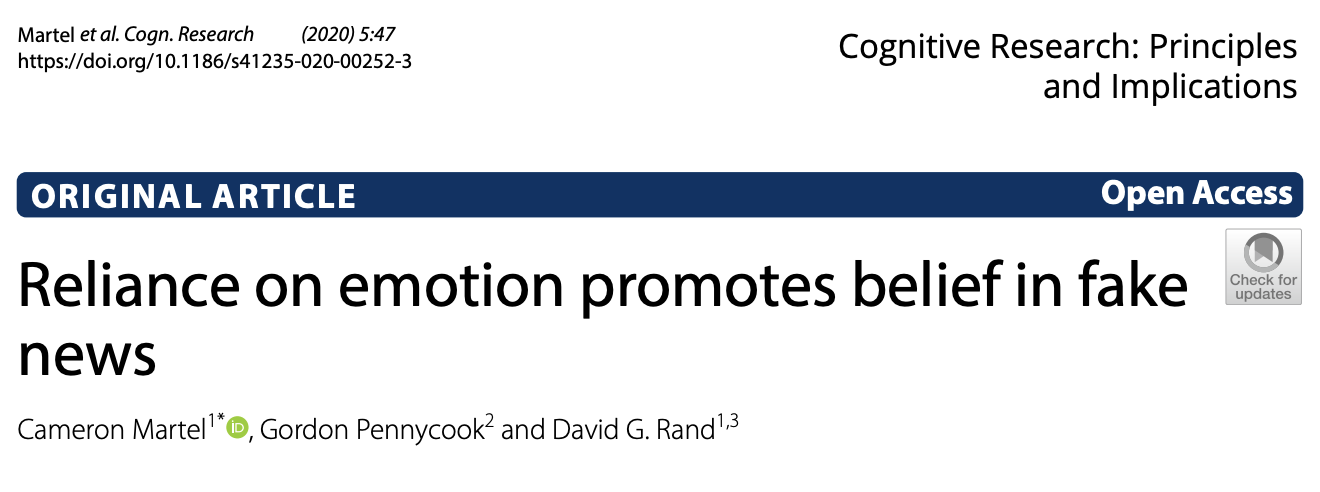 Martel et al. Cogn. Research (2020) 5:47
https://doi.org/10.1186/s41235-020-00252-3
Cognitive Research: Principles
and Implications
ORIGINAL ARTICLE
Open Access
Check for
updates
Reliance on emotion promotes belief in fake
news
Cameron Martel1* iD, Gordon Pennycook2 and David G. Rand1,3